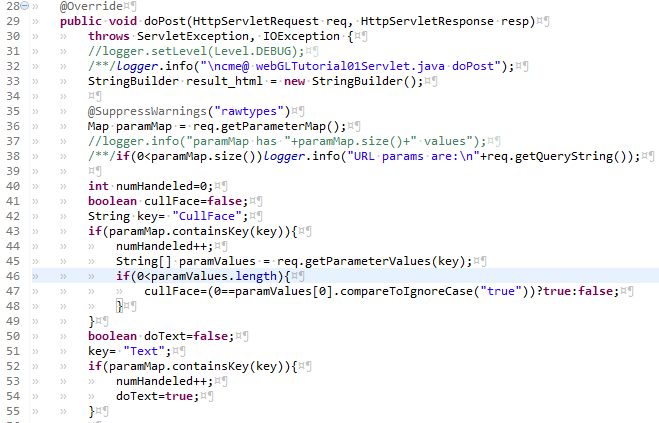 28 @Override¤¶
29 » public void doPost(HttpServletRequest req, HttpServletResponse resp)¤¶
30 » » throws ServletException, IOException {¤¶
31 » » //logger.setLevel(Level.DEBUG);¤¶
32 » » /**/logger.info("\ncme@ webGLTutorial01Servlet.java doPost");¤¶
33 » » StringBuilder result_html = new StringBuilder();¤¶
34 » » ¤¶
35 » » @SuppressWarnings("rawtypes")¤¶
36 » » Map paramMap = req.getParameterMap();¤¶
37 » » //logger.info("paramMap has "+paramMap.size()+" values");¤¶
38 » » /**/if(0<paramMap.size())logger.info("URL params are:\n"+req.getQueryString());¤¶
39 » » ¤¶
40 » » int numHandeled=0;¤¶
41 » » boolean cullFace=false;¤¶
42 » » String key= "CullFace";¤¶
43 » » if(paramMap.containsKey(key)){¤¶
44 » » » numHandeled++;¤¶
45 » » » String[] paramValues = req.getParameterValues(key);¤¶
46 » » » if(0<paramValues.length){¤¶
47 » » » » cullFace=(0==paramValues[0].compareToIgnoreCase("true"))?true:false;¤¶
48 » » » }¤¶
49 » » }¤¶
50 » » boolean doText=false;¤¶
51 » » key= "Text";¤¶
52 » » if(paramMap.containsKey(key)){¤¶
53 » » » numHandeled++;¤¶
54 » » » doText=true;¤¶
55 » » }¤¶